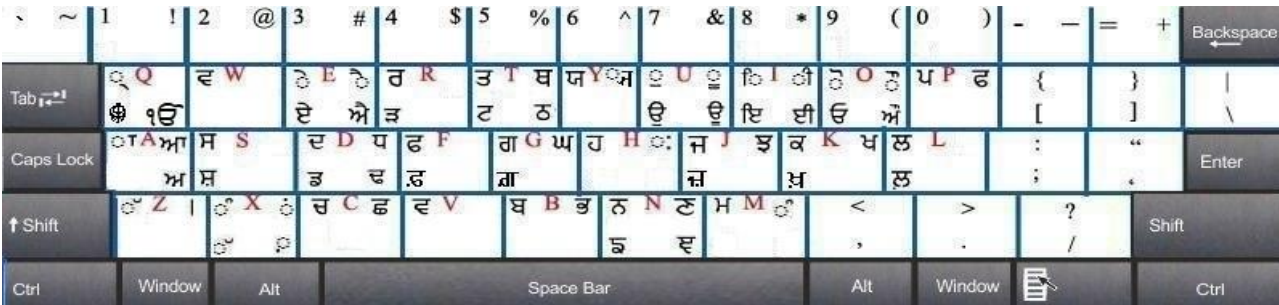 ` ~ 1 ! 2 @ 3 # 4 $ 5 % 6 ^ 7 & 8 * 9 ( 0 ) - — = + Backspace
Tab ੍ Q ਵ W ੇ E ੈ ਰ R ਤ T ਥ ਯ Y ੁ U ੂ ਿ I ੀ ੋ O ੌ ਪ P ਫ { } |
☬ ੴ ਏ ਐ ੜ ਟ ਠ ਉ ਊ ਇ ਈ ਓ ਔ [ ] \
Caps Lock ਾ A ਆ ਸ S ਦ D ਧ ਫ F ਗ G ਘ ਹ H ਃ ਜ J ਝ ਕ K ਖ ਲ L : “ Enter
ਅ ਸ਼ ਡ ਢ ਫ਼ ਗ਼ ਜ਼ ਖ਼ ਲ਼ ; ‘
Shift ੱ Z । X ਂ ਚ C ਛ ਵ V ਬ B ਭ ਨ N ਣ ਮ M < > ? Shift
਼ ਙ ਞ , . /
Ctrl Window Alt Space Bar Alt Window Ctrl